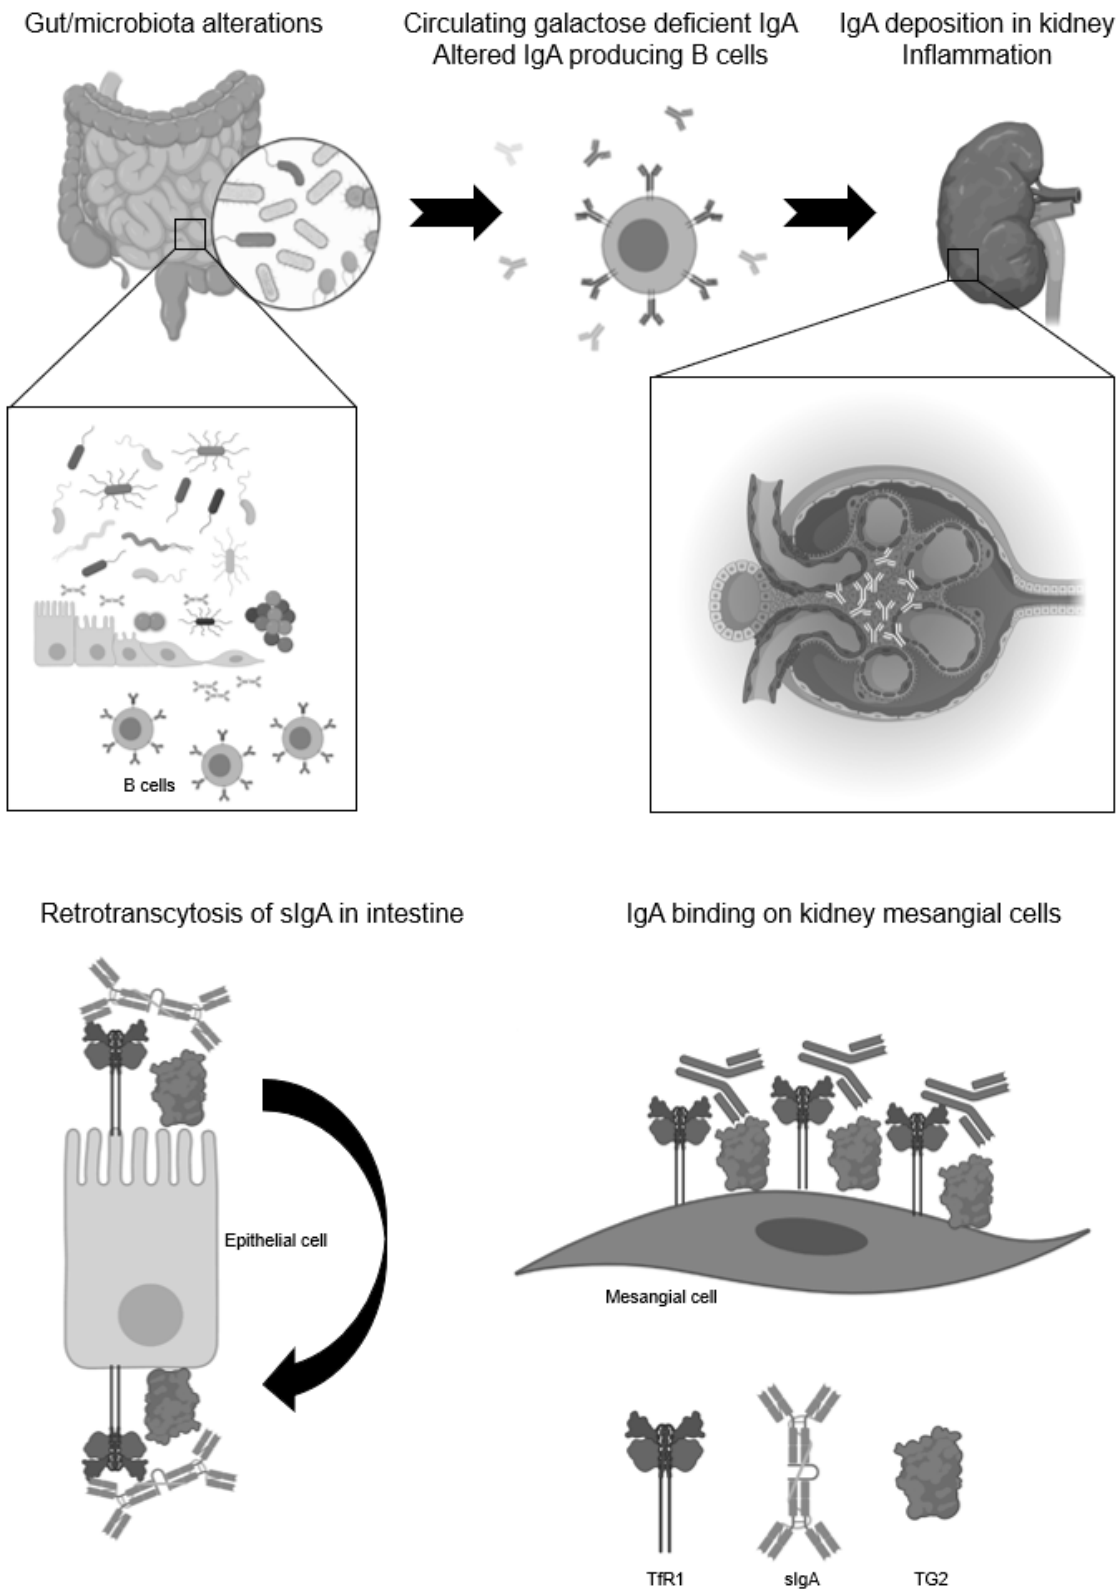 Gut/microbiota alterations
Circulating galactose deficient IgA
Altered IgA producing B cells
IgA deposition in kidney
Inflammation
B cells
Retrotranscytosis of sIgA in intestine
IgA binding on kidney mesangial cells
Epithelial cell
Mesangial cell
TfR1
sIgA
TG2